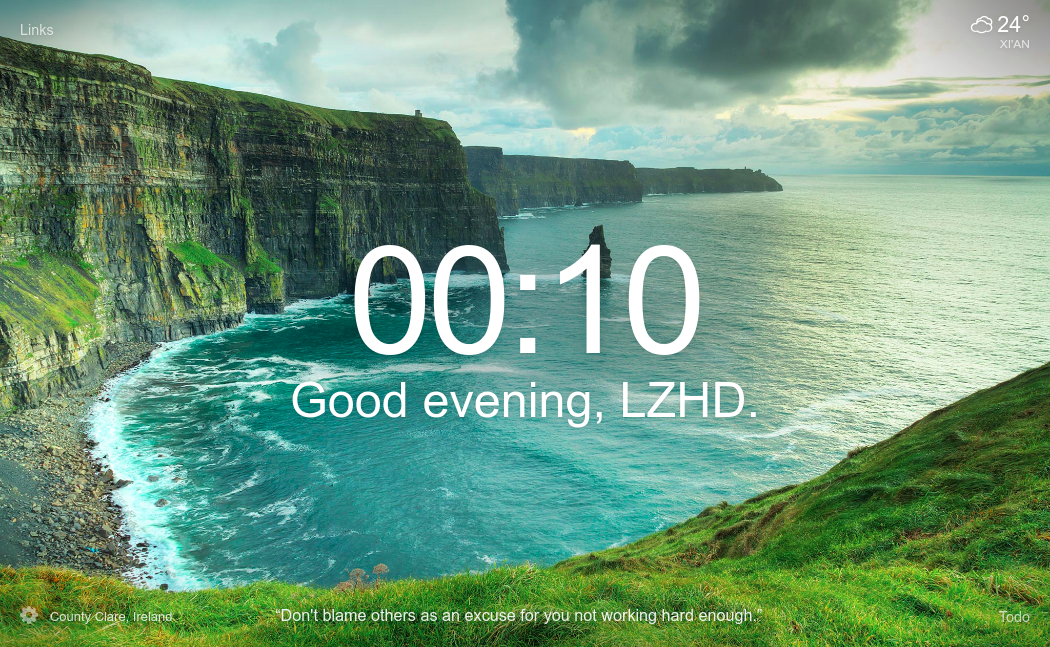 Links
24°
XI'AN
00:10
Good evening, LZHD.
County Clare, Ireland
“Don't blame others as an excuse for you not working hard enough.”
Todo